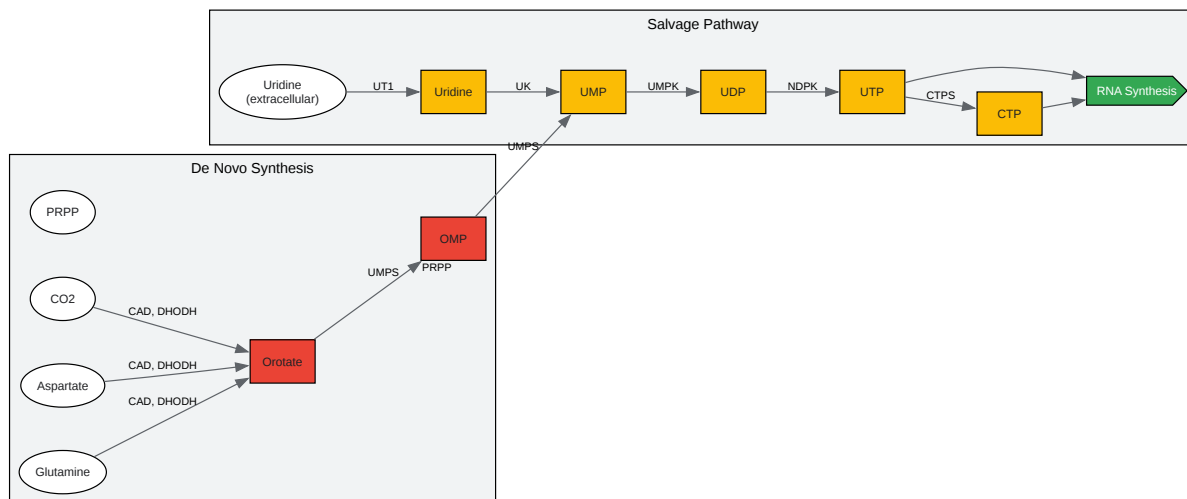 Salvage Pathway
Uridine
(extracellular)
UT1
Uridine
UK
UMP
UMPK
UDP
NDPK
UTP
CTPS
CTP
RNA Synthesis
UMPS
De Novo Synthesis
PRPP
CO2
Aspartate
Glutamine
CAD, DHODH
CAD, DHODH
CAD, DHODH
Orotate
UMPS
PRPP
OMP